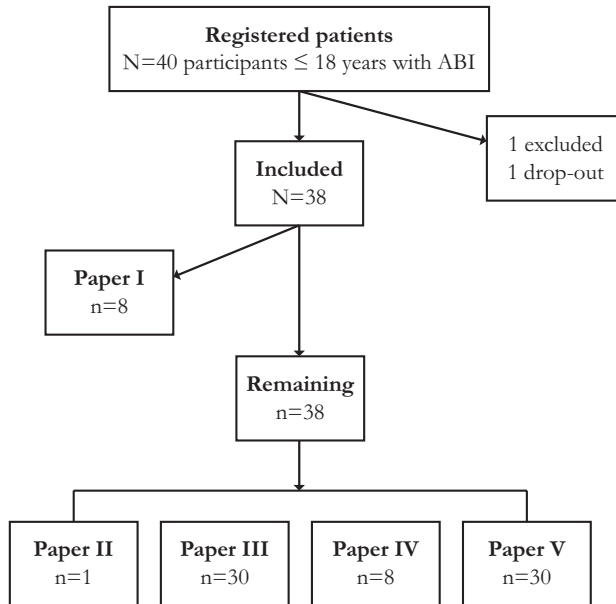 Registered patients
N=40 participants ≤ 18 years with ABI
1 excluded
1 drop-out
Included
N=38
Paper I
n=8
Remaining
n=38
Paper II
n=1
Paper III
n=30
Paper IV
n=8
Paper V
n=30